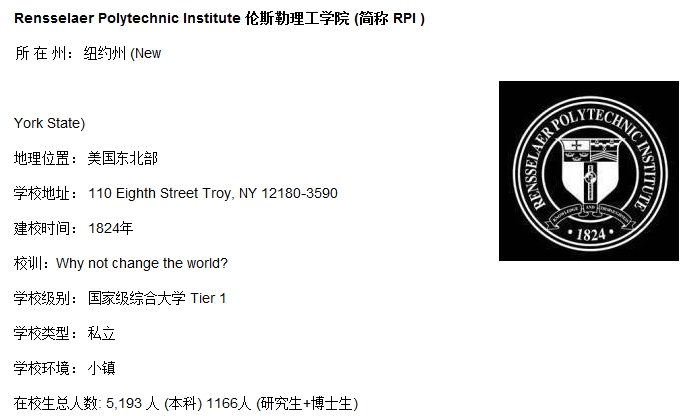 Rensselaer Polytechnic Institute 伦斯勒理工学院 (简称 RPI )
所 在 州： 纽约州 (New
York State)
地理位置： 美国东北部
学校地址： 110 Eighth Street Troy, NY 12180-3590
建校时间： 1824年
校训：Why not change the world?
学校级别： 国家级综合大学 Tier 1
学校类型： 私立
学校环境： 小镇
在校生总人数: 5,193 人 (本科) 1166人 (研究生+博士生)
RENSSELAER POLYTECHNIC INSTITUTE
KNOWLEDGE AND THOROUGHNESS
· 1824 ·